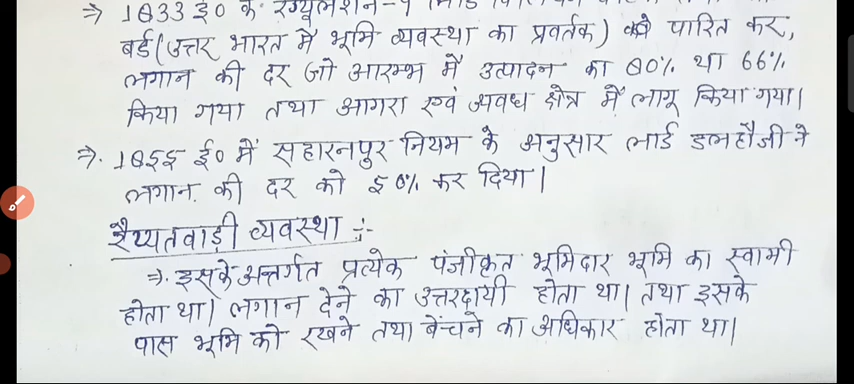 ⇒ 1833 ई० के रेग्यूलेशन-9
बर्ड (उत्तर भारत में भूमि व्यवस्था का प्रवर्तक) को पारित कर,
लगान की दर जो आरम्भ में उत्पादन का 80% था 66%
किया गया तथा आगरा एवं अवध क्षेत्र में लागू किया गया।
⇒. 1855 ई० में सहारनपुर नियम के अनुसार लार्ड डलहौजी ने
लगान. की दर को 50% कर दिया।
रैय्यतवाड़ी व्यवस्था :-
⇒. इसके अन्तर्गत प्रत्येक पंजीकृत भूमिदार भूमि का स्वामी
होता था। लगान देने का उत्तरदायी होता था। तथा इसके
पास भूमि को रखने तथा बेंचने का अधिकार होता था।